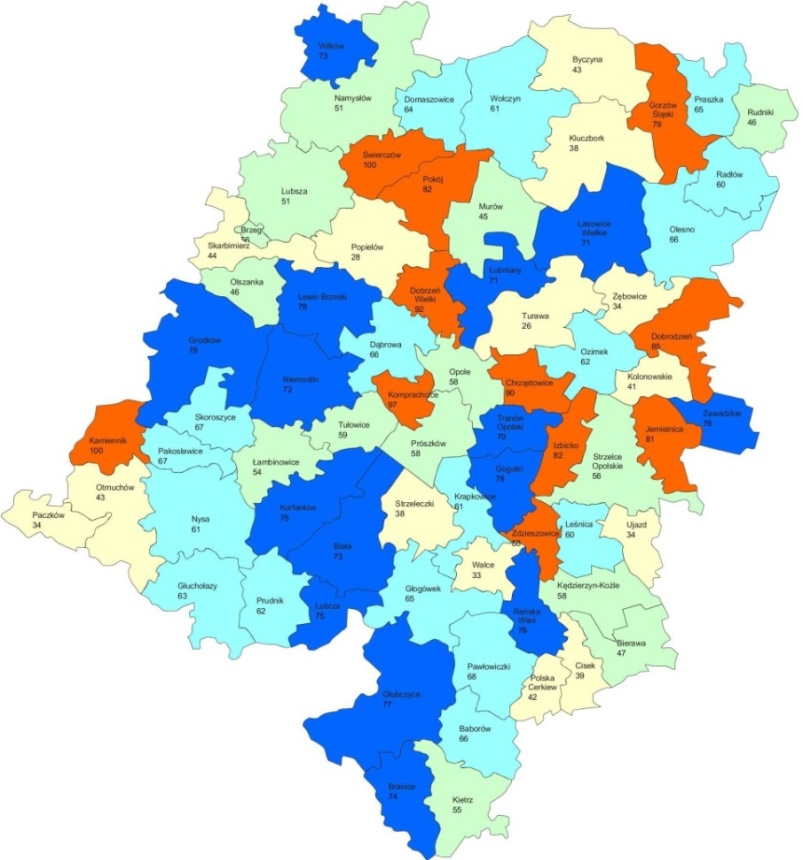 Wilków
73
Namysłów
51
Domaszowice
64
Wołczyn
61
Byczyna
43
Gorzów
Śląski
79
Praszka
65
Rudniki
46
Kluczbork
38
Świerczów
100
Pokój
82
Radłów
60
Lubsza
51
Murów
45
Lasowice
Wielkie
71
Olesno
66
Brzeg
Skarbimierz
44
Popielów
28
Łubniany
71
Olszanka
46
Lewin Brzeski
78
Dobrzeń
Wielki
92
Zębowice
34
Turawa
26
Grodków
78
Dąbrowa
66
Ozimek
62
Dobrodzień
85
Niemodlin
72
Opole
58
Kolonowskie
41
Komprachcice
97
Chrząstowice
90
Skoroszyce
67
Tułowice
59
Tranów
Opolski
70
Zawadzkie
78
Kamiennik
100
Pakosławice
67
Prószków
58
Izbicko
82
Jemielnica
81
Łambinowice
54
Gogolin
78
Strzelce
Opolskie
56
Otmuchów
43
Paczków
34
Nysa
61
Korfantów
75
Strzeleczki
38
Krapkowice
61
Zdzieszowice
Leśnica
60
Ujazd
34
Biała
73
Walce
33
Głuchołazy
63
Prudnik
62
Lubrza
75
Głogówek
65
Kędzierzyn-Koźle
58
Reńska
Wieś
76
Bierawa
47
Pawłowiczki
68
Cisek
39
Polska
Cerkiew
42
Głubczyce
77
Baborów
66
Branice
74
Kietrz
55